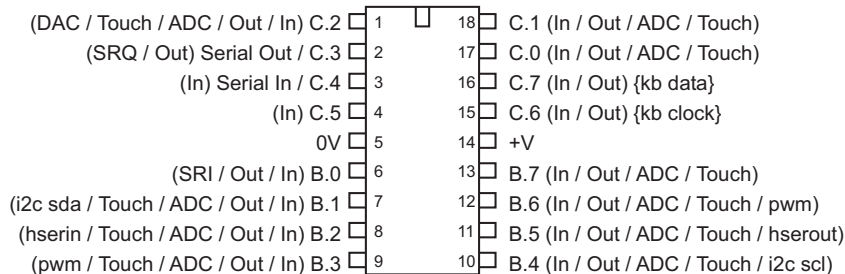 (DAC / Touch / ADC / Out / In) C.2 1 18 C.1 (In / Out / ADC / Touch)
(SRQ / Out) Serial Out / C.3 2 17 C.0 (In / Out / ADC / Touch)
(In) Serial In / C.4 3 16 C.7 (In / Out) {kb data}
(In) C.5 4 15 C.6 (In / Out) {kb clock}
0V 5 14 +V
(SRI / Out / In) B.0 6 13 B.7 (In / Out / ADC / Touch)
(i2c sda / Touch / ADC / Out / In) B.1 7 12 B.6 (In / Out / ADC / Touch / pwm)
(hserin / Touch / ADC / Out / In) B.2 8 11 B.5 (In / Out / ADC / Touch / hserout)
(pwm / Touch / ADC / Out / In) B.3 9 10 B.4 (In / Out / ADC / Touch / i2c scl)